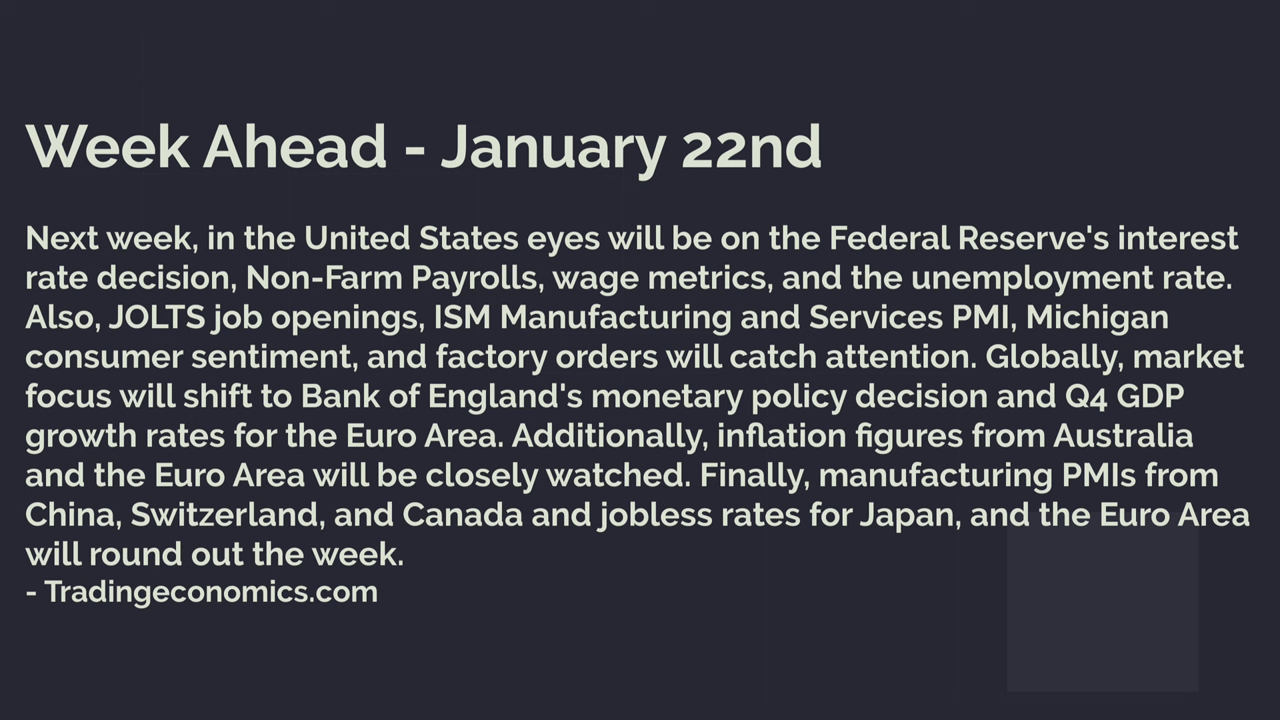 Week Ahead - January 22nd
Next week, in the United States eyes will be on the Federal Reserve's interest
rate decision, Non-Farm Payrolls, wage metrics, and the unemployment rate.
Also, JOLTS job openings, ISM Manufacturing and Services PMI, Michigan
consumer sentiment, and factory orders will catch attention. Globally, market
focus will shift to Bank of England's monetary policy decision and Q4 GDP
growth rates for the Euro Area. Additionally, inflation figures from Australia
and the Euro Area will be closely watched. Finally, manufacturing PMIs from
China, Switzerland, and Canada and jobless rates for Japan, and the Euro Area
will round out the week.
- Tradingeconomics.com